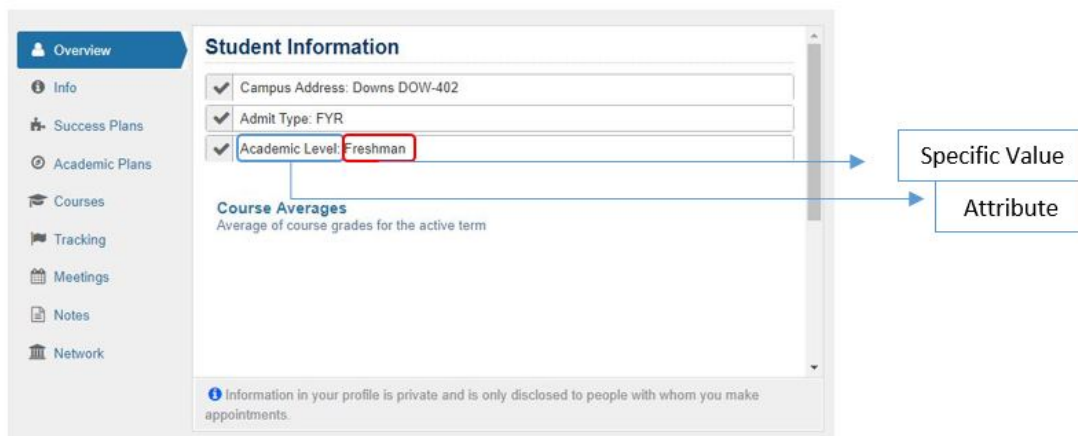 Overview
Info
Success Plans
Academic Plans
Courses
Tracking
Meetings
Notes
Network
Student Information
Campus Address: Downs DOW-402
Admit Type: FYR
Academic Level: Freshman
Course Averages
Average of course grades for the active term
Information in your profile is private and is only disclosed to people with whom you make
appointments.
Specific Value
Attribute